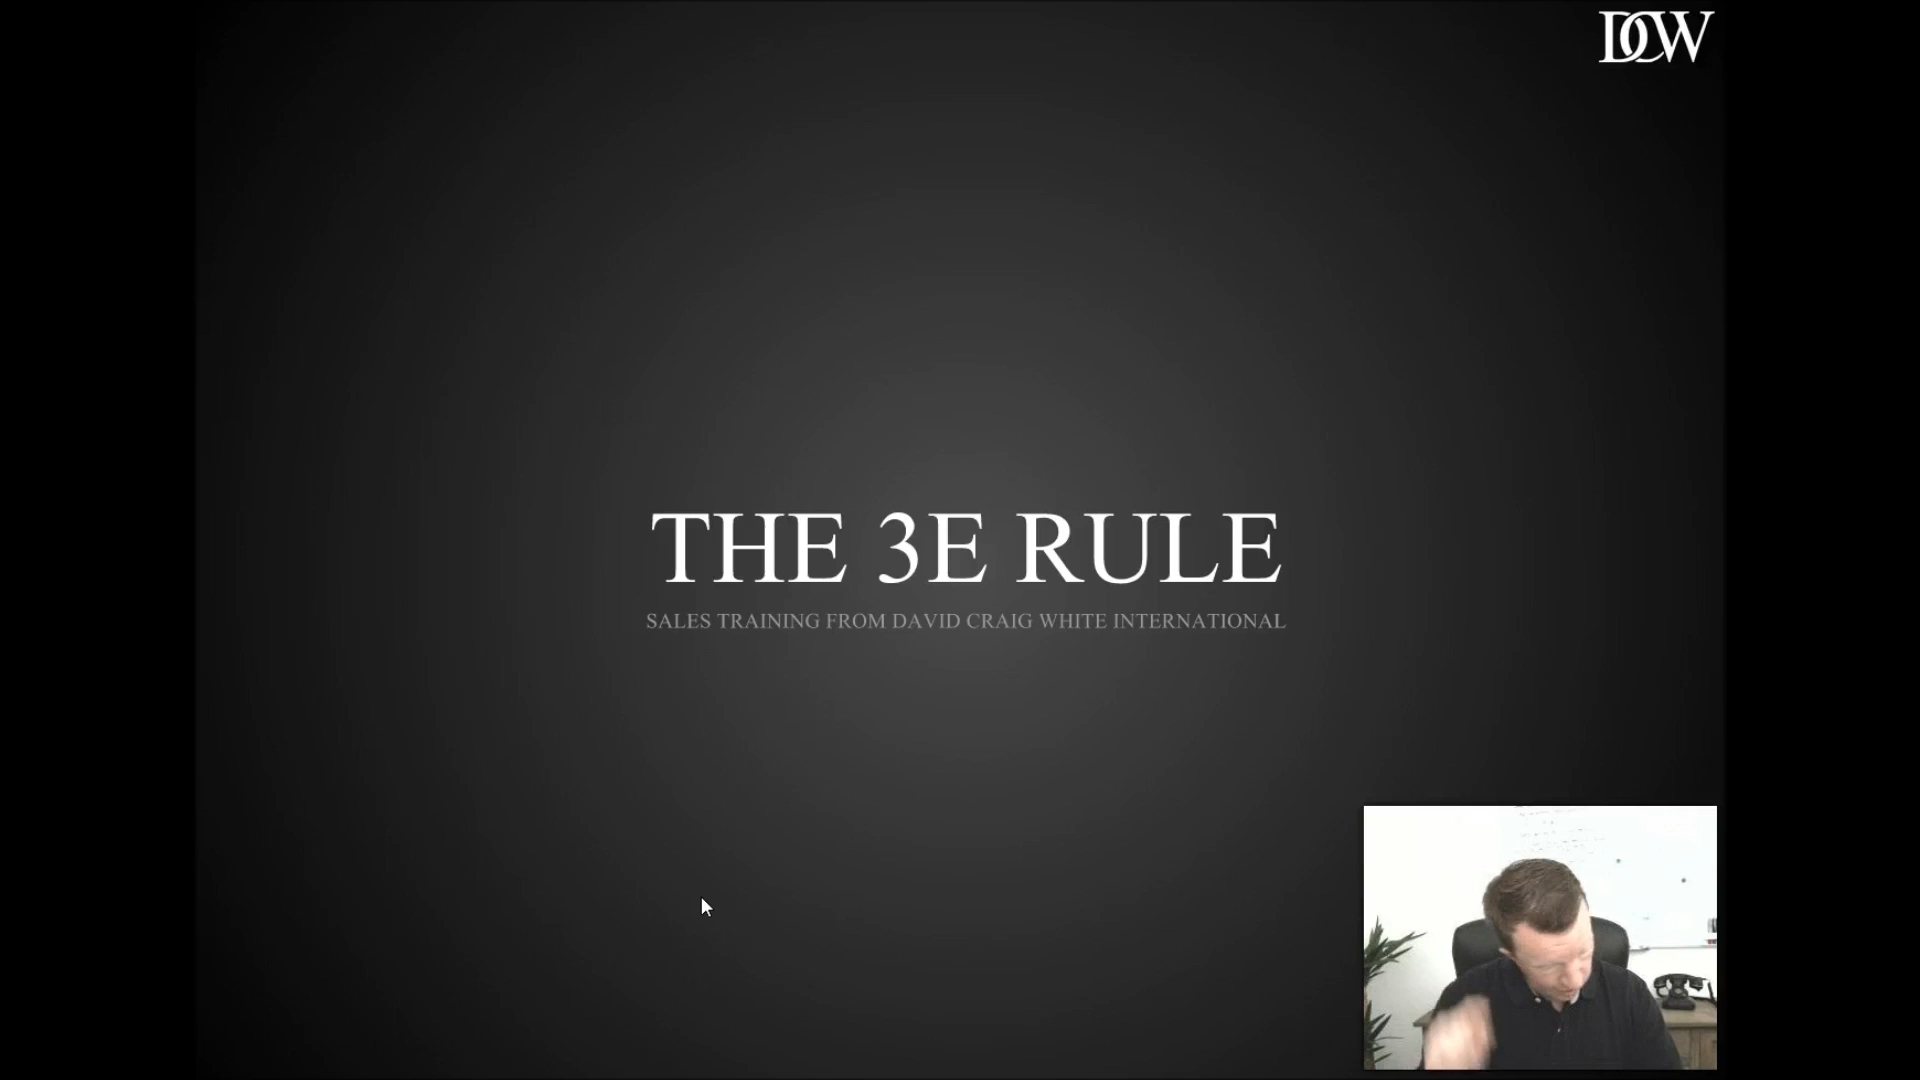 DCW
THE 3E RULE
SALES TRAINING FROM DAVID CRAIG WHITE INTERNATIONAL